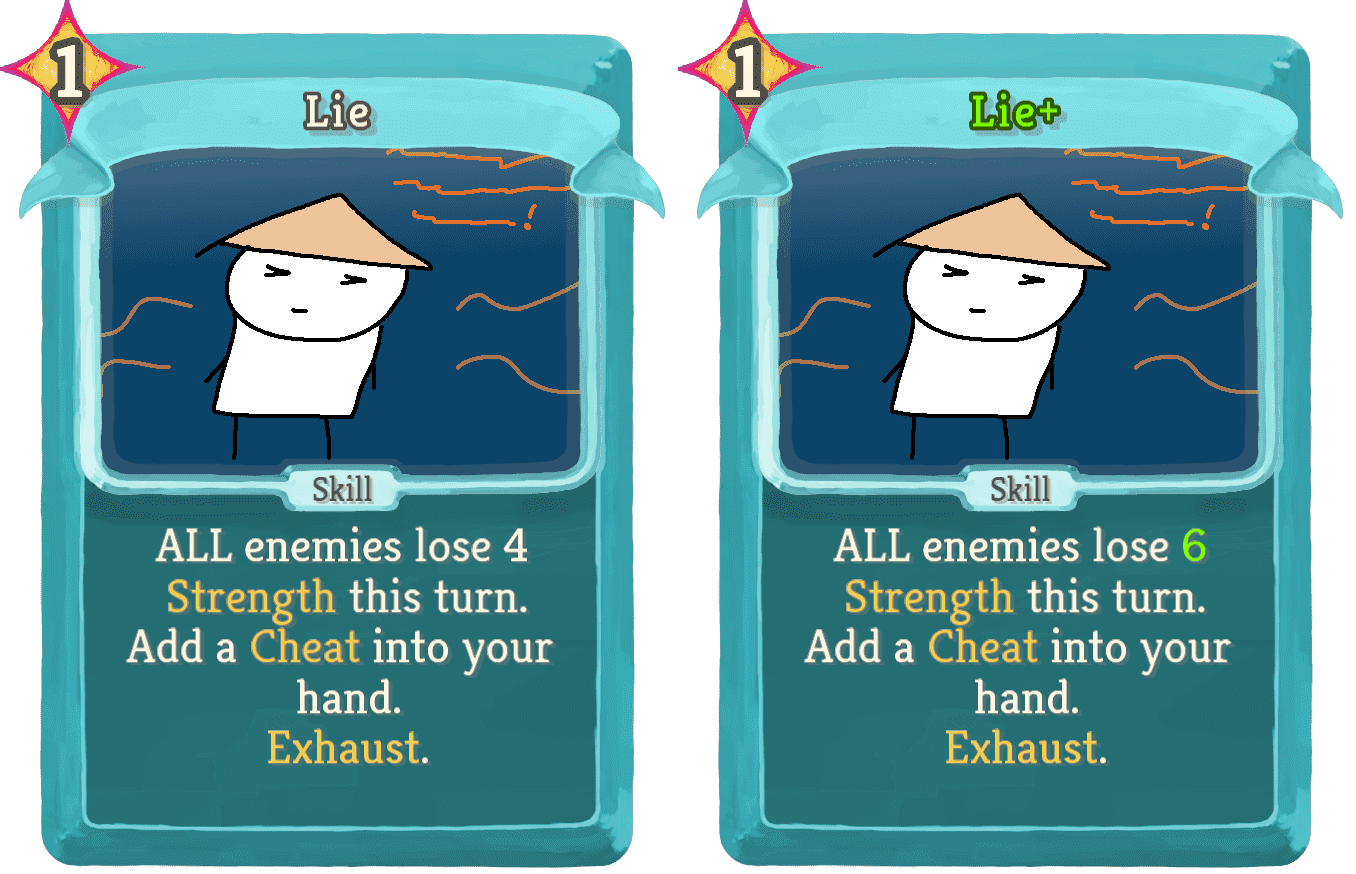 1
Lie
Skill
ALL enemies lose 4
Strength this turn.
Add a Cheat into your
hand.
Exhaust.
1
Lie+
Skill
ALL enemies lose 6
Strength this turn.
Add a Cheat into your
hand.
Exhaust.